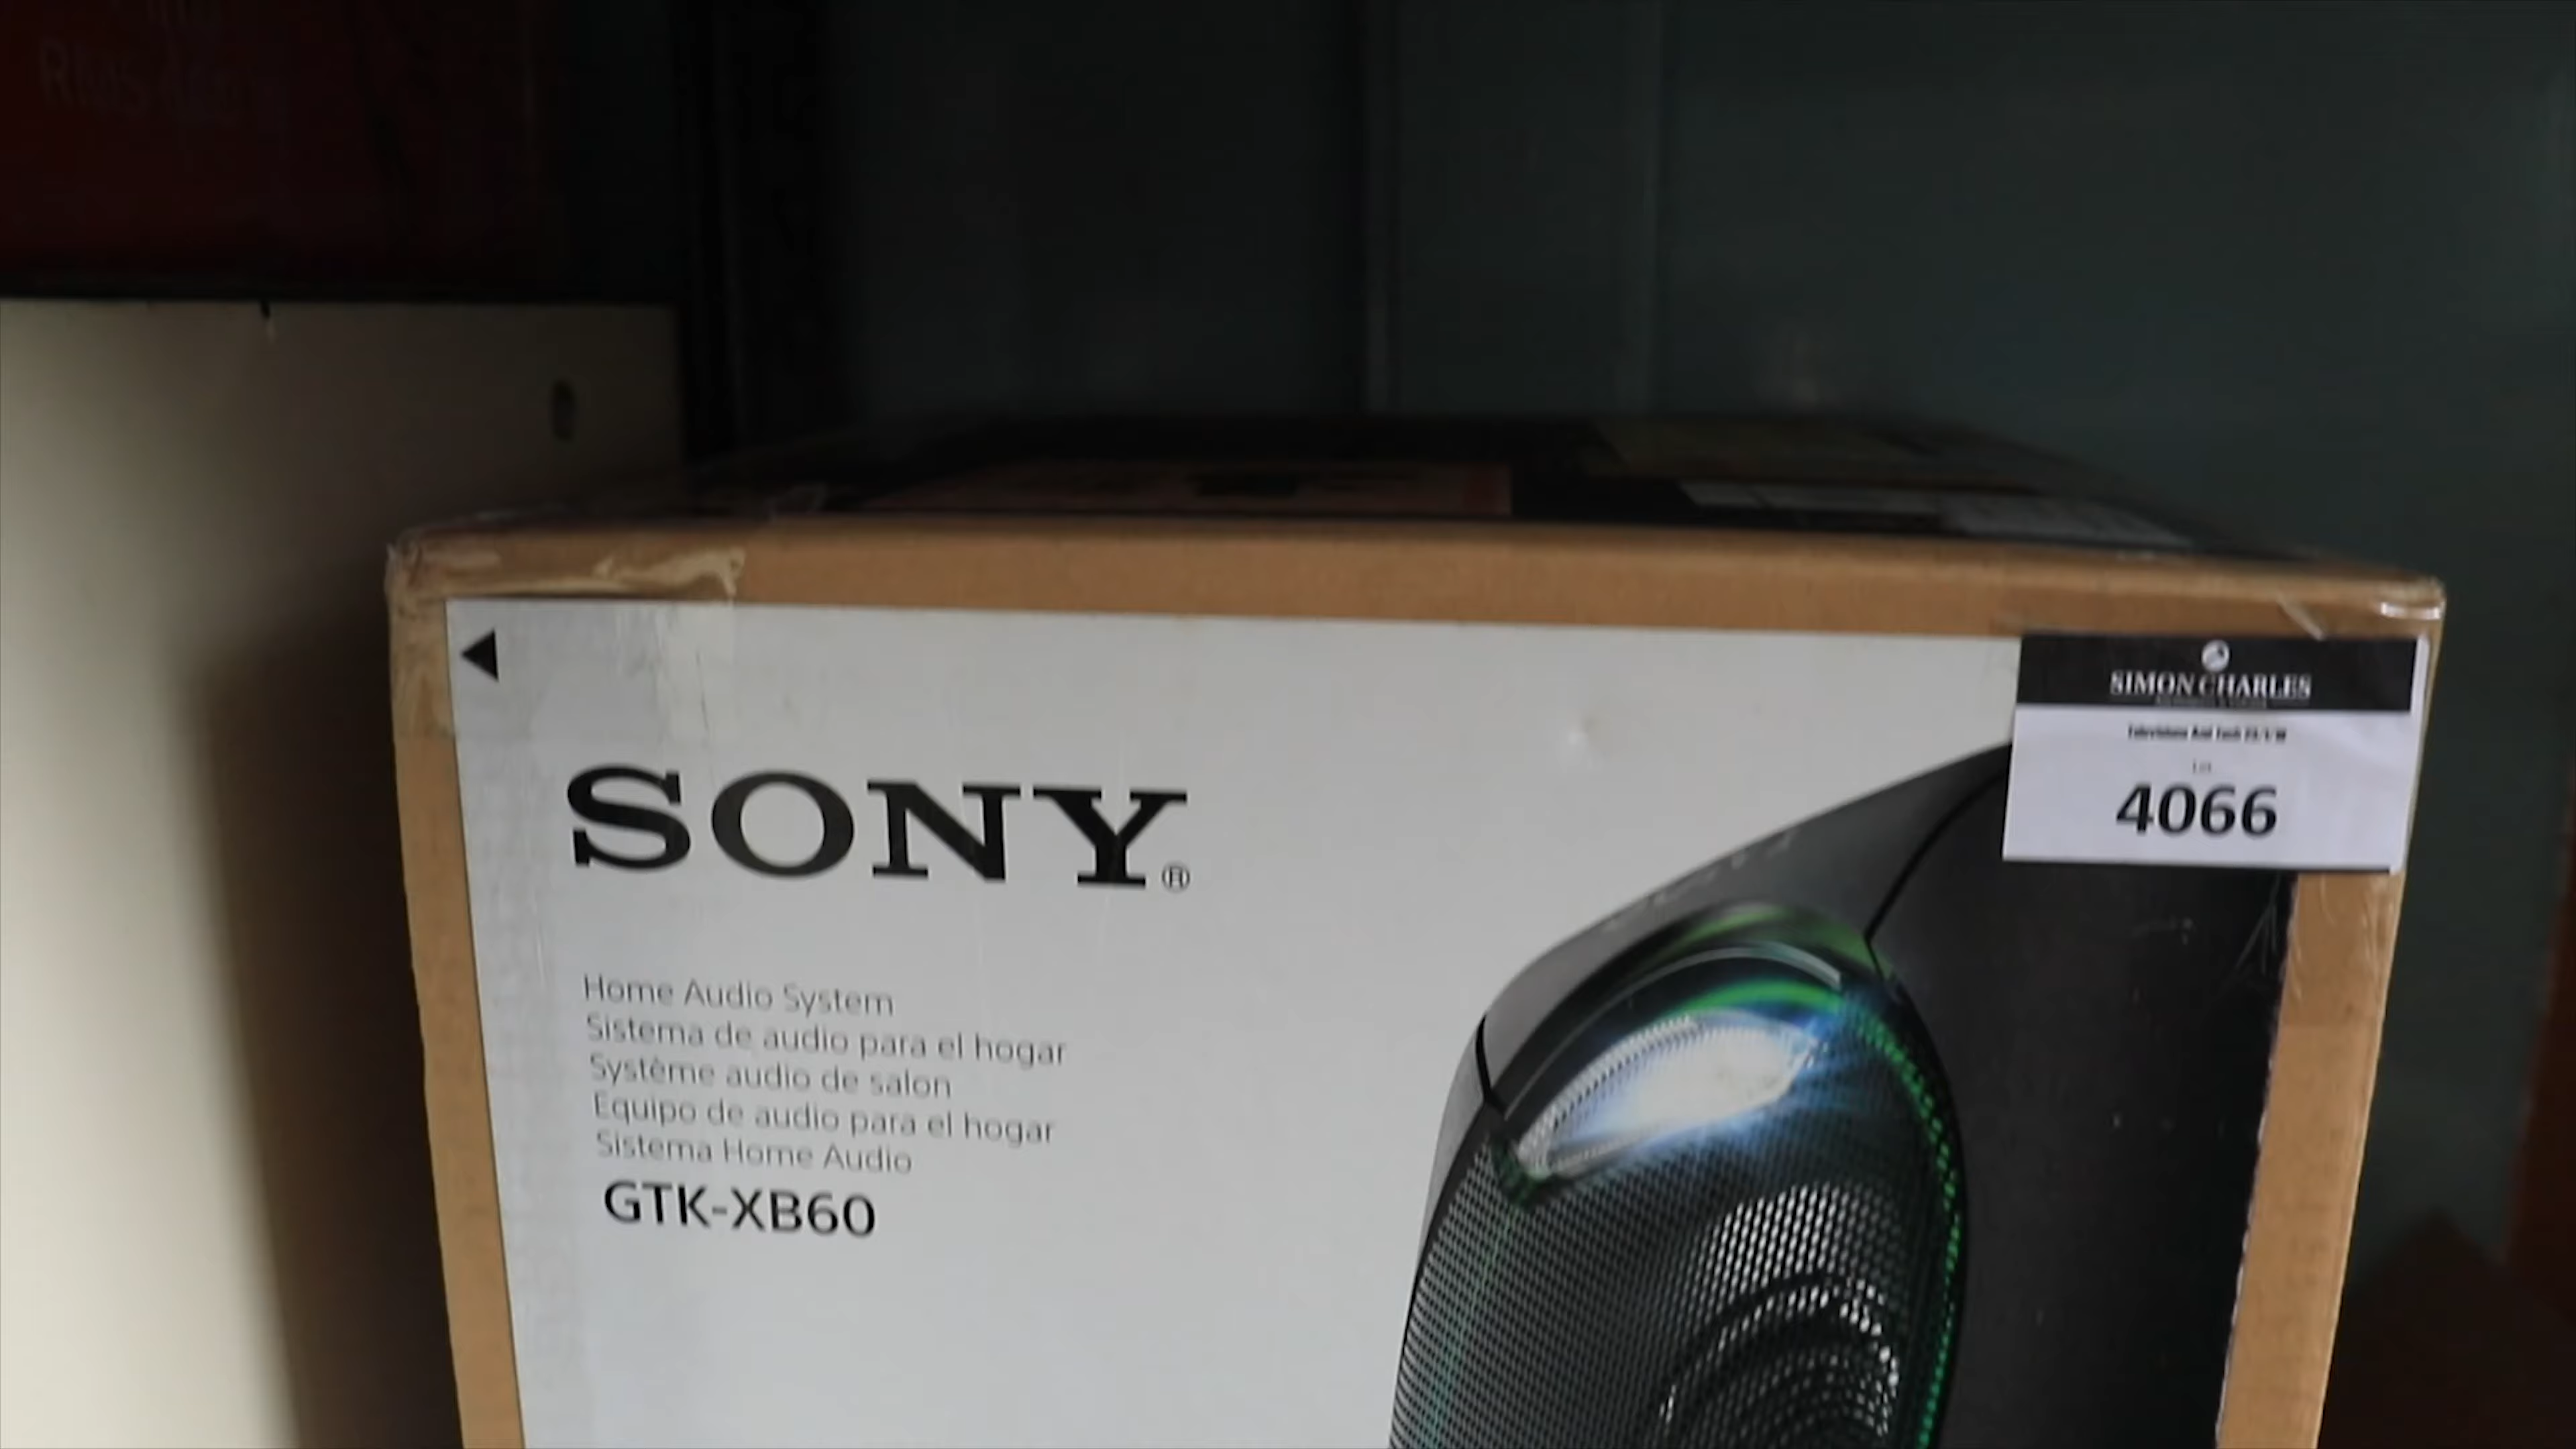 SIMON CHARLES
Lot
4066
SONY®
Home Audio System
Sistema de audio para el hogar
Système audio de salon
Equipo de audio para el hogar
Sistema Home Audio
GTK-XB60